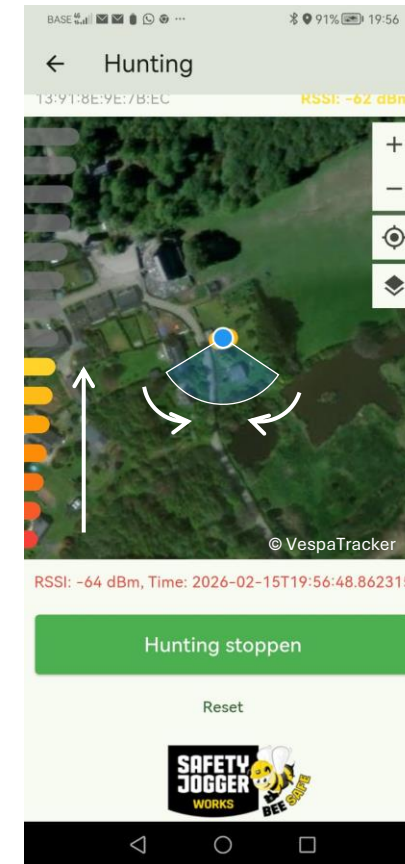 BASE 91% 19:56
Hunting
13:91:8E:9E:7B:EC RSSI: -62 dBm
© VespaTracker
RSSI: -64 dBm, Time: 2026-02-15T19:56:48.862315
Hunting stoppen
Reset
SAFETY
JOGGER
WORKS
BEE SAFE